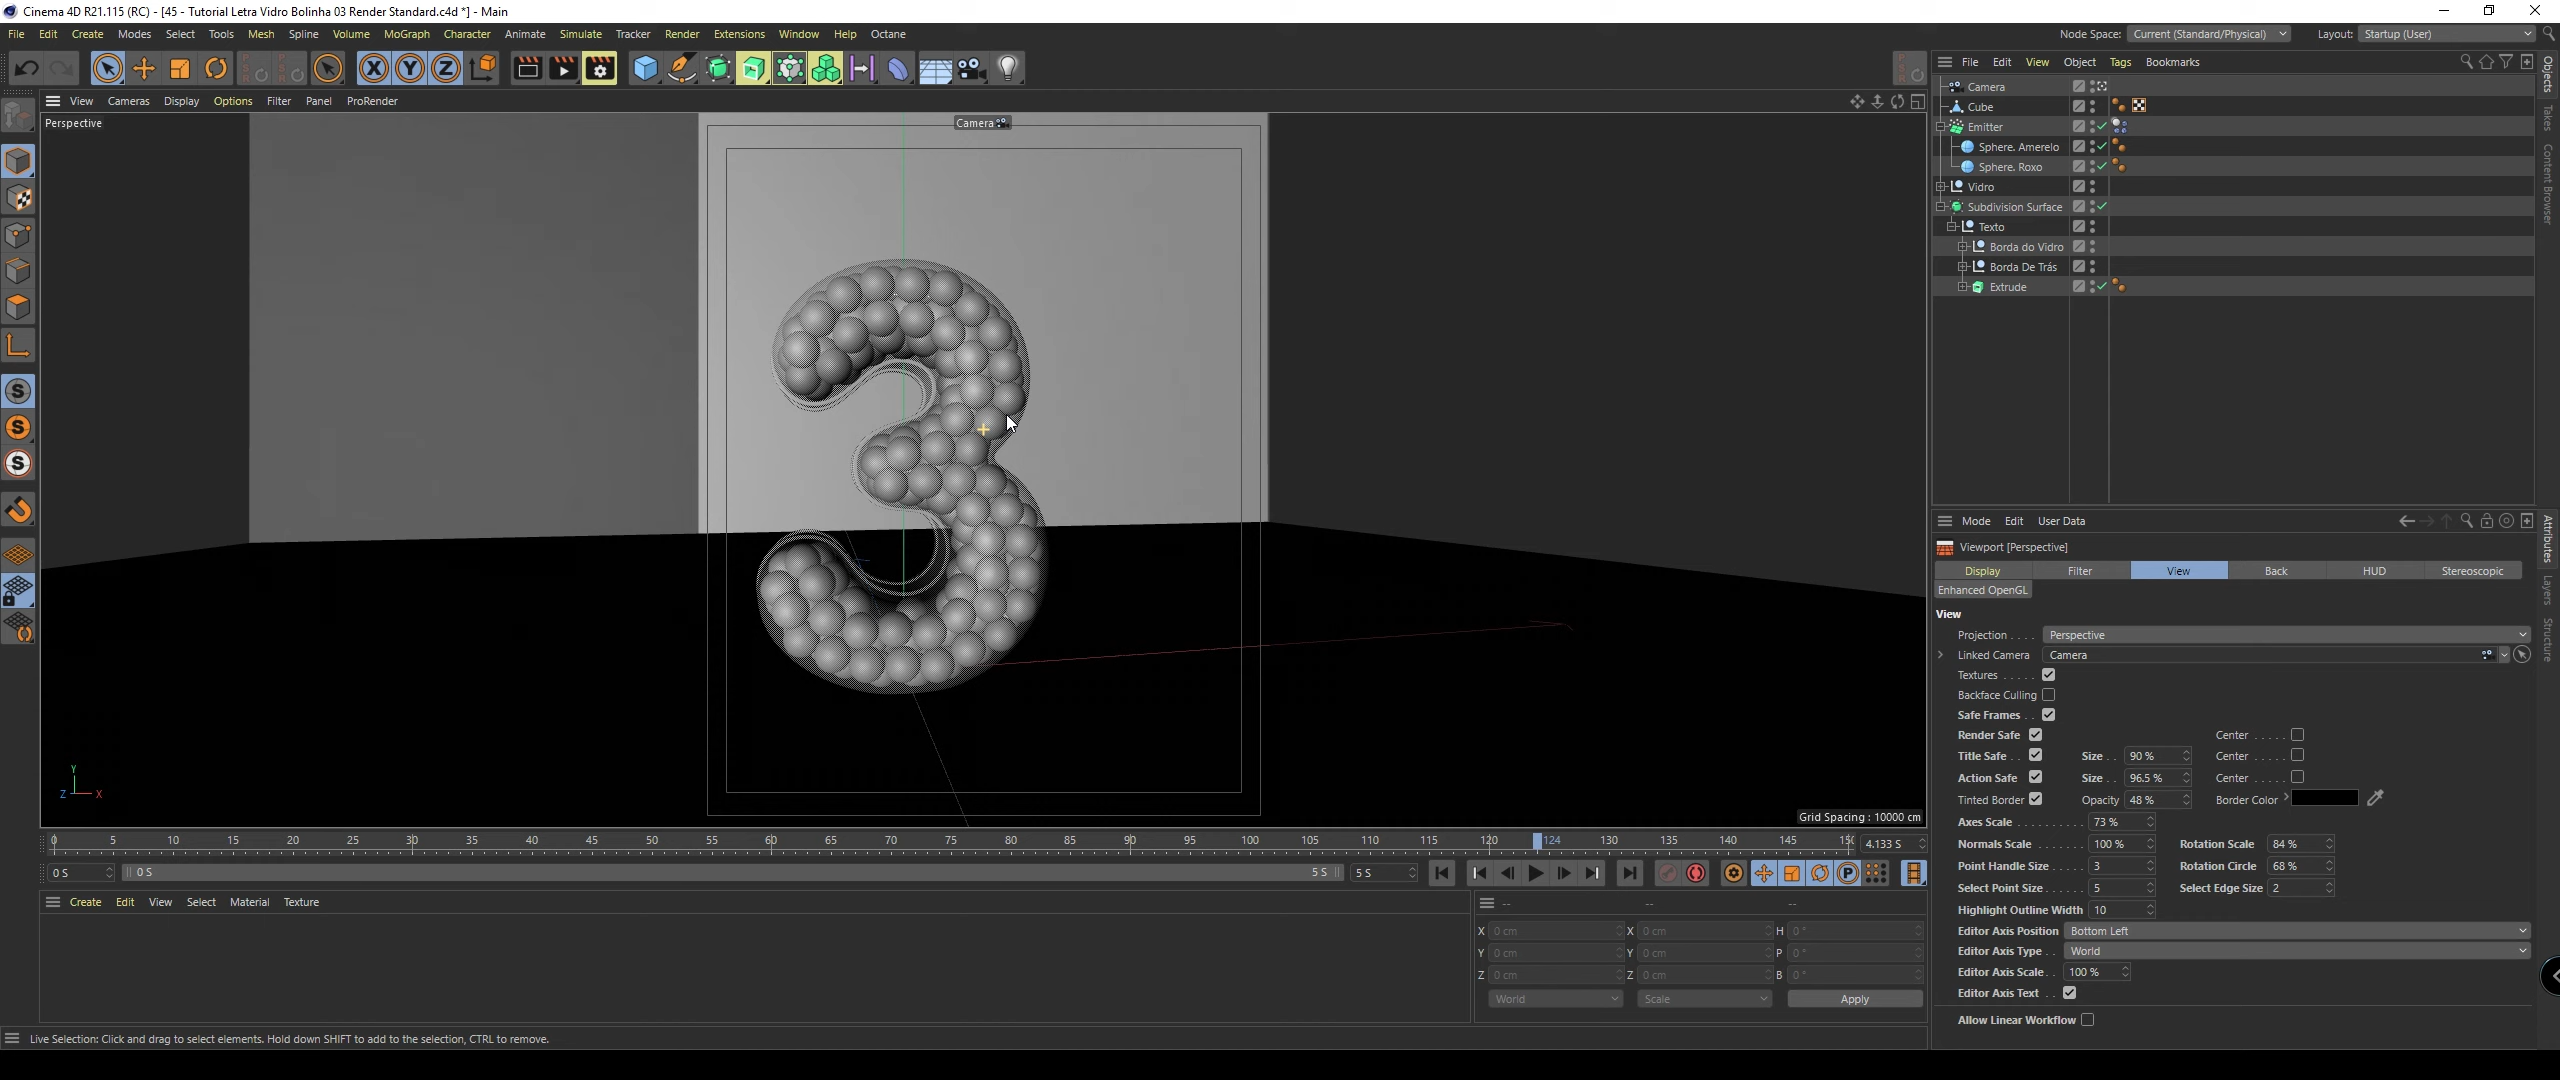 Cinema 4D R21.115 (RC) - [45 - Tutorial Letra Vidro Bolinha 03 Render Standard.c4d *] - Main
File Edit Create Modes Select Tools Mesh Spline Volume MoGraph Character Animate Simulate Tracker Render Extensions Window Help Octane
Node Space: Current (Standard/Physical) Layout: Startup (User)
X Y Z
File Edit View Object Tags Bookmarks
View Cameras Display Options Filter Panel ProRender
Perspective
Camera
Camera
Cube
Emitter
Sphere. Amerelo
Sphere. Roxo
Vidro
Subdivision Surface
Texto
Borda do Vidro
Borda De Trás
Extrude
Objects
Takes
Content Browser
Mode Edit User Data
Viewport [Perspective]
Display Filter View Back HUD Stereoscopic
Enhanced OpenGL
View
Projection . . . . Perspective
Linked Camera Camera
Textures . . . . .
Backface Culling
Safe Frames . .
Render Safe Center . . . . .
Title Safe . . Size . . 90 % Center . . . . .
Action Safe Size . . 96.5 % Center . . . . .
Tinted Border Opacity 48 % Border Color
Axes Scale . . . . . . . . . . 73 %
Normals Scale . . . . . . . 100 % Rotation Scale 84 %
Point Handle Size . . . . . 3 Rotation Circle 68 %
Select Point Size . . . . . . 5 Select Edge Size 2
Highlight Outline Width 10
Editor Axis Position Bottom Left
Editor Axis Type . . World
Editor Axis Scale . . 100 %
Editor Axis Text . .
Allow Linear Workflow
Attributes
Layers
Structure
Y
Z X
Grid Spacing : 10000 cm
0 5 10 15 20 25 30 35 40 45 50 55 60 65 70 75 80 85 90 95 100 105 110 115 120 124 130 135 140 145 4.133 S
0 S 0 S 5 S 5 S
Create Edit View Select Material Texture
-- -- --
X 0 cm X 0 cm H 0 °
Y 0 cm Y 0 cm P 0 °
Z 0 cm Z 0 cm B 0 °
World Scale Apply
Live Selection: Click and drag to select elements. Hold down SHIFT to add to the selection, CTRL to remove.